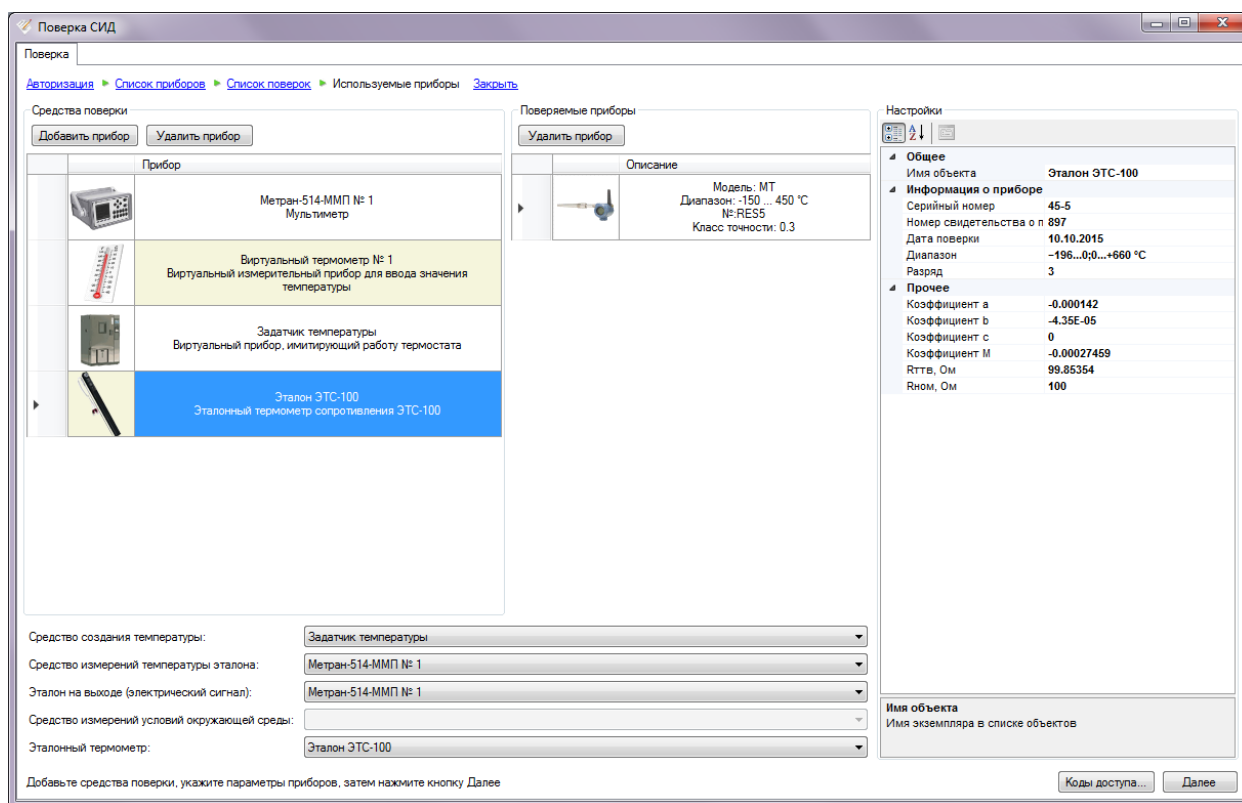 Поверка СИД
Поверка
Авторизация Список приборов Список поверок Используемые приборы Закрыть
Средства поверки
Добавить прибор Удалить прибор
Прибор
Метран-514-ММП № 1
Мультиметр
Виртуальный термометр № 1
Виртуальный измерительный прибор для ввода значения
температуры
Задатчик температуры
Виртуальный прибор, имитирующий работу термостата
Эталон ЭТС-100
Эталонный термометр сопротивления ЭТС-100
Поверяемые приборы
Удалить прибор
Описание
Модель: МТ
Диапазон: -150 ... 450 °C
№:RES5
Класс точности: 0.3
Настройки
Общее
Имя объекта Эталон ЭТС-100
Информация о приборе
Серийный номер 45-5
Номер свидетельства о п 897
Дата поверки 10.10.2015
Диапазон −196...0;0...+660 °C
Разряд 3
Прочее
Коэффициент a -0.000142
Коэффициент b -4.35E-05
Коэффициент c 0
Коэффициент M -0.00027459
Rттв, Ом 99.85354
Rном, Ом 100
Средство создания температуры: Задатчик температуры
Средство измерений температуры эталона: Метран-514-ММП № 1
Эталон на выходе (электрический сигнал): Метран-514-ММП № 1
Средство измерений условий окружающей среды:
Эталонный термометр: Эталон ЭТС-100
Имя объекта
Имя экземпляра в списке объектов
Добавьте средства поверки, укажите параметры приборов, затем нажмите кнопку Далее
Коды доступа... Далее